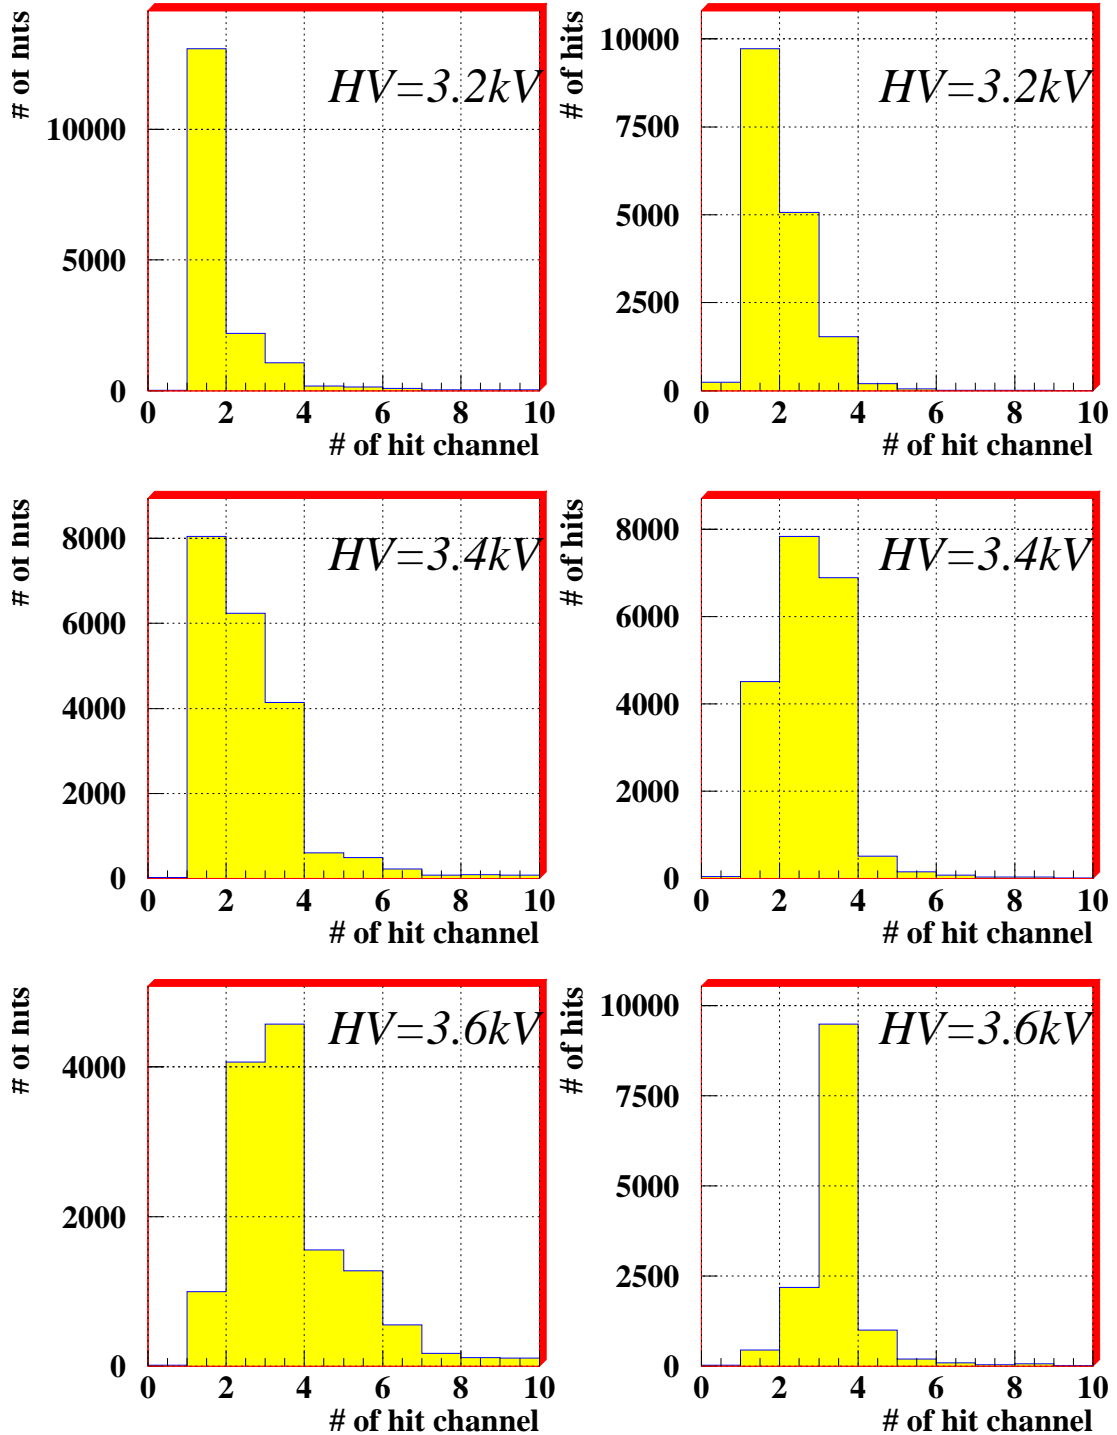 # of hits
HV=3.2kV
10000
5000
0
0 2 4 6 8 10
# of hit channel
# of hits
HV=3.2kV
10000
7500
5000
2500
0
0 2 4 6 8 10
# of hit channel
# of hits
HV=3.4kV
8000
6000
4000
2000
0
0 2 4 6 8 10
# of hit channel
# of hits
HV=3.4kV
8000
6000
4000
2000
0
0 2 4 6 8 10
# of hit channel
# of hits
HV=3.6kV
4000
2000
0
0 2 4 6 8 10
# of hit channel
# of hits
HV=3.6kV
10000
7500
5000
2500
0
0 2 4 6 8 10
# of hit channel